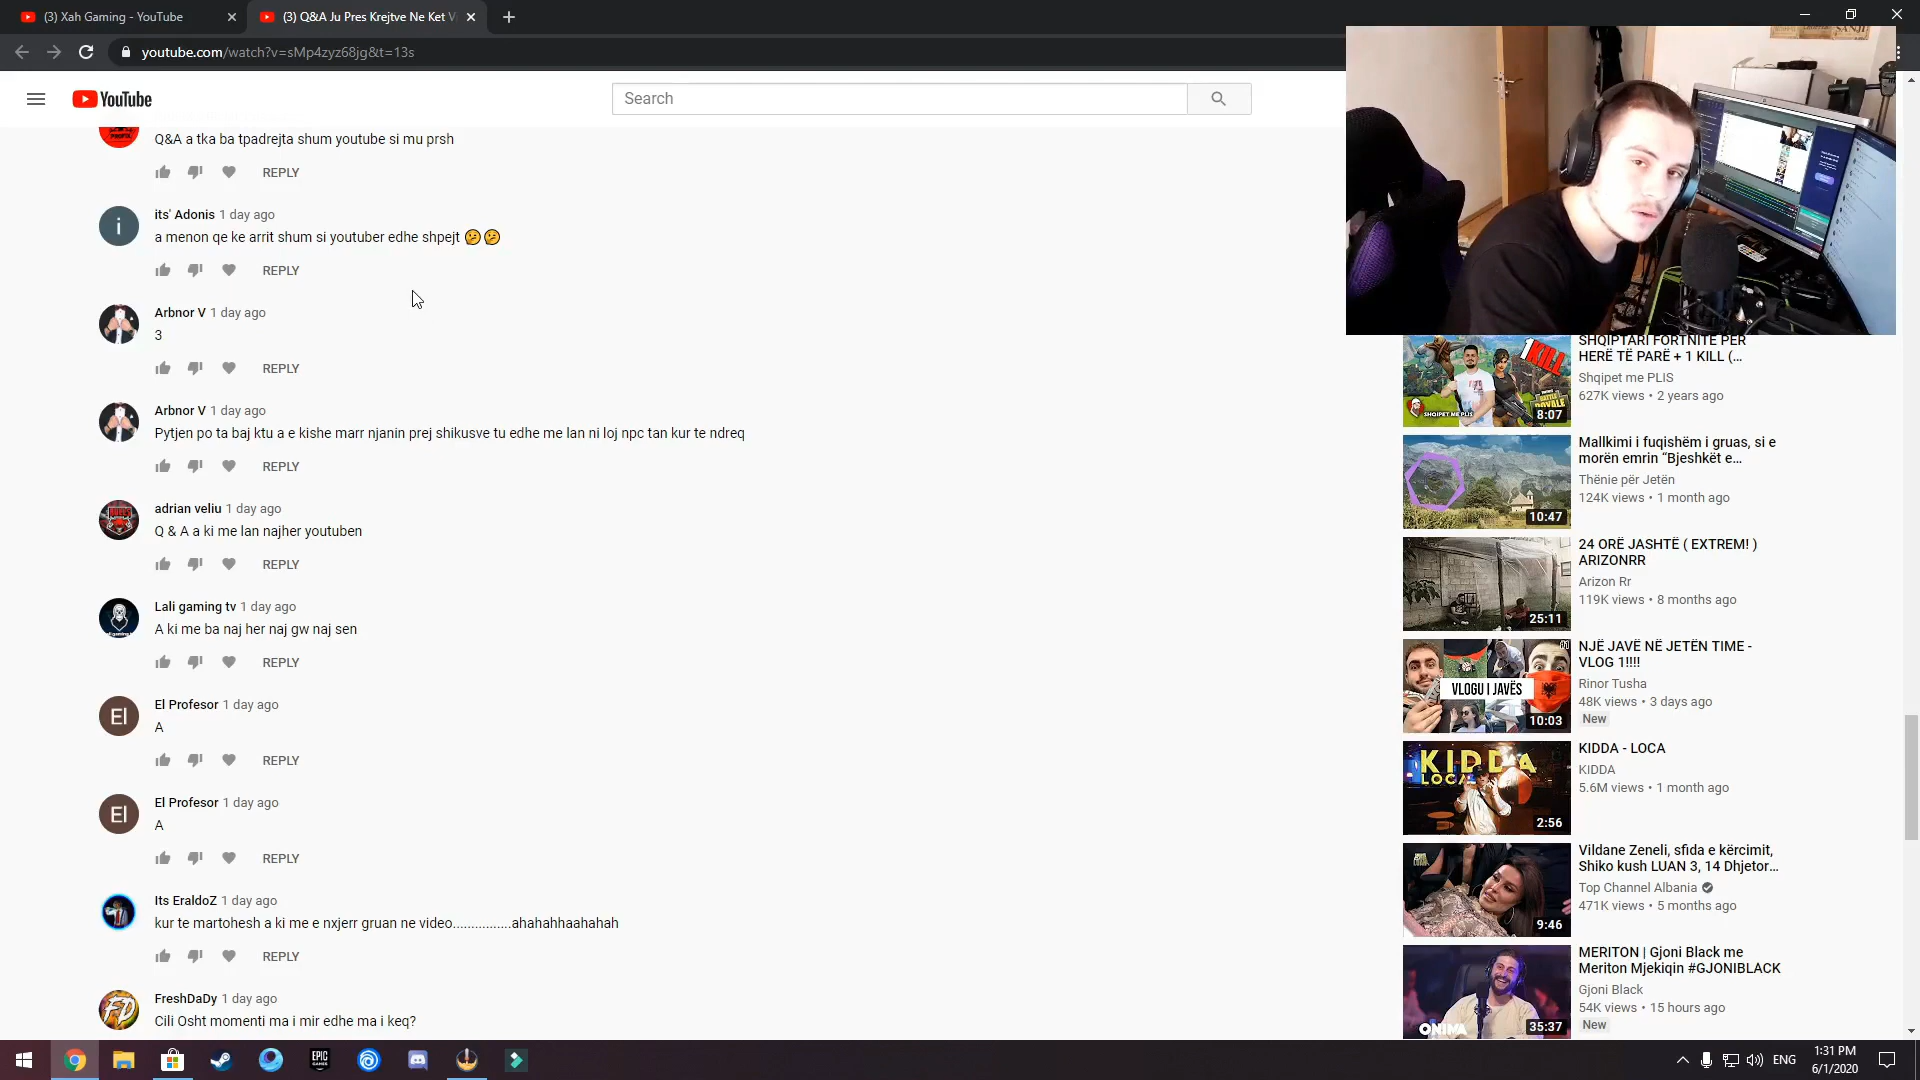 (3) Xah Gaming - YouTube
(3) Q&A Ju Pres Krejtve Ne Ket V
youtube.com/watch?v=sMp4zyz68jg&t=13s
YouTube
Search
Q&A a tka ba tpadrejta shum youtube si mu prsh
REPLY
i
its' Adonis 1 day ago
a menon qe ke arrit shum si youtuber edhe shpejt 😕😕
REPLY
Arbnor V 1 day ago
3
REPLY
Arbnor V 1 day ago
Pytjen po ta baj ktu a e kishe marr njanin prej shikusve tu edhe me lan ni loj npc tan kur te ndreq
REPLY
adrian veliu 1 day ago
Q & A a ki me lan najher youtuben
REPLY
Lali gaming tv 1 day ago
A ki me ba naj her naj gw naj sen
REPLY
El
El Profesor 1 day ago
A
REPLY
El
El Profesor 1 day ago
A
REPLY
Its EraldoZ 1 day ago
kur te martohesh a ki me e nxjerr gruan ne video................ahahahhaahahah
REPLY
FD
FreshDaDy 1 day ago
Cili Osht momenti ma i mir edhe ma i keq?
1KILL
SHQIPET ME PLIS
8:07
SHQIPTARI FORTNITE PËR
HERË TË PARË + 1 KILL (...
Shqipet me PLIS
627K views • 2 years ago
10:47
Mallkimi i fuqishëm i gruas, si e
morën emrin “Bjeshkët e...
Thënie për Jetën
124K views • 1 month ago
25:11
24 ORË JASHTË ( EXTREM! )
ARIZONRR
Arizon Rr
119K views • 8 months ago
VLOGU I JAVËS
10:03
NJË JAVË NË JETËN TIME -
VLOG 1!!!!
Rinor Tusha
48K views • 3 days ago
New
KIDDA
LOCA
2:56
KIDDA - LOCA
KIDDA
5.6M views • 1 month ago
9:46
Vildane Zeneli, sfida e kërcimit,
Shiko kush LUAN 3, 14 Dhjetor...
Top Channel Albania
471K views • 5 months ago
ONIMA
35:37
MERITON | Gjoni Black me
Meriton Mjekiqin #GJONIBLACK
Gjoni Black
54K views • 15 hours ago
New
EPIC
GAMES
ENG
1:31 PM
6/1/2020